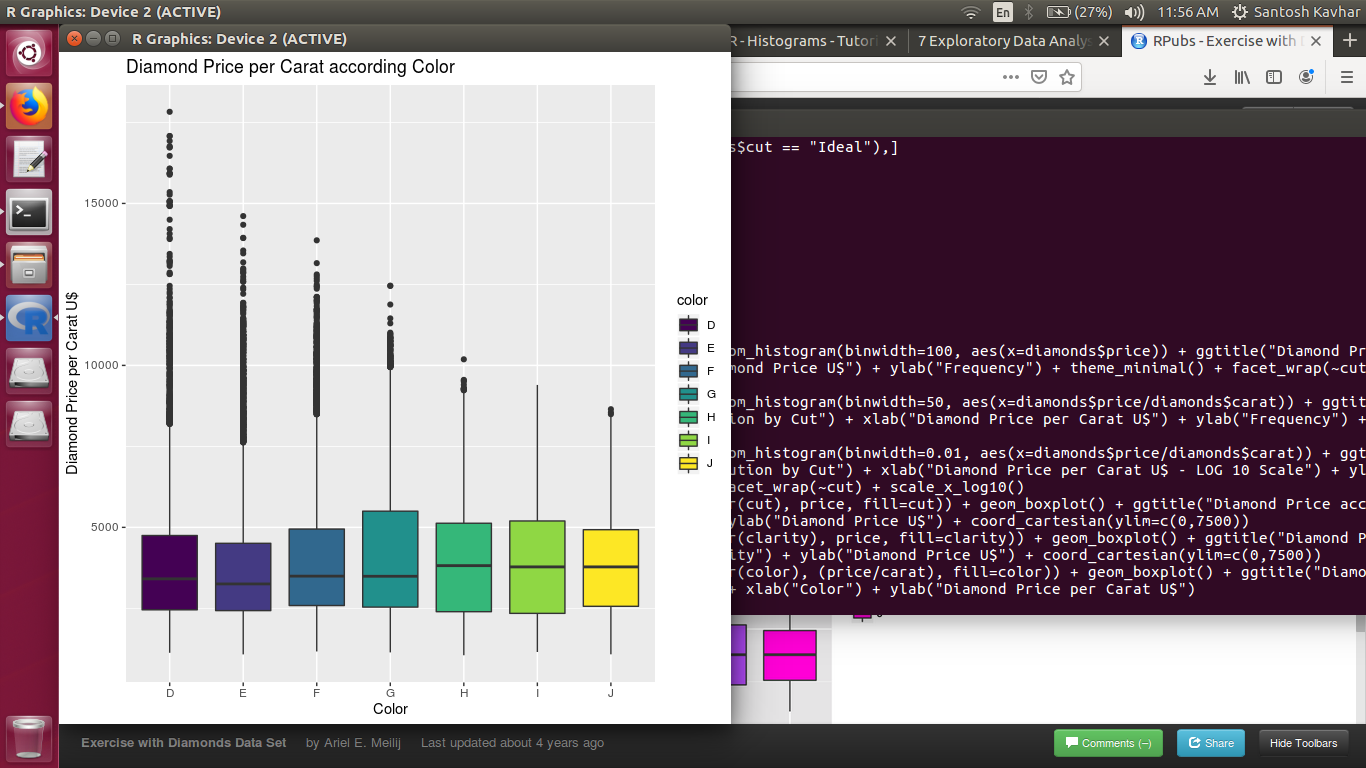 R Graphics: Device 2 (ACTIVE)
En
(27%)
11:56 AM
Santosh Kavhar
R Graphics: Device 2 (ACTIVE)
R - Histograms - Tutori
7 Exploratory Data Analys
RPubs - Exercise with D
Diamond Price per Carat according Color
Diamond Price per Carat U$
15000
10000
5000
D E F G H I J
Color
color
D
E
F
G
H
I
J
s$cut == "Ideal"),]
om_histogram(binwidth=100, aes(x=diamonds$price)) + ggtitle("Diamond Pr
mond Price U$") + ylab("Frequency") + theme_minimal() + facet_wrap(~cut
om_histogram(binwidth=50, aes(x=diamonds$price/diamonds$carat)) + ggtit
ion by Cut") + xlab("Diamond Price per Carat U$") + ylab("Frequency") +
om_histogram(binwidth=0.01, aes(x=diamonds$price/diamonds$carat)) + ggt
ution by Cut") + xlab("Diamond Price per Carat U$ - LOG 10 Scale") + yl
acet_wrap(~cut) + scale_x_log10()
r(cut), price, fill=cut)) + geom_boxplot() + ggtitle("Diamond Price acc
ylab("Diamond Price U$") + coord_cartesian(ylim=c(0,7500))
r(clarity), price, fill=clarity)) + geom_boxplot() + ggtitle("Diamond P
ity") + ylab("Diamond Price U$") + coord_cartesian(ylim=c(0,7500))
r(color), (price/carat), fill=color)) + geom_boxplot() + ggtitle("Diamo
+ xlab("Color") + ylab("Diamond Price per Carat U$")
Exercise with Diamonds Data Set by Ariel E. Meilij Last updated about 4 years ago
Comments (–)
Share
Hide Toolbars